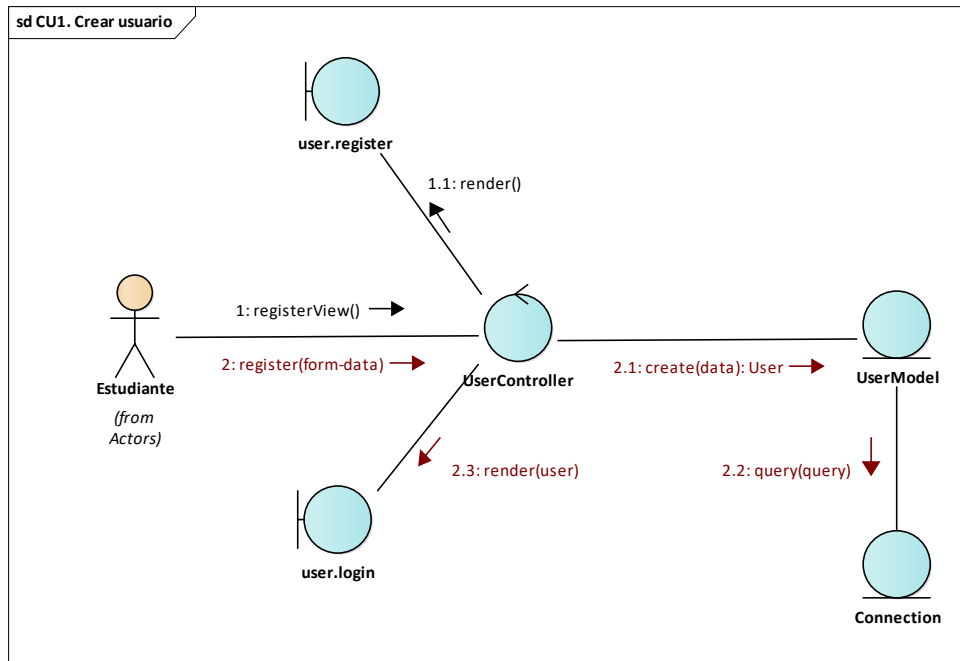 sd CU1. Crear usuario
user.register
1.1: render()
1: registerView()
2: register(form-data)
Estudiante
(from
Actors)
UserController
2.1: create(data): User
UserModel
2.3: render(user)
2.2: query(query)
user.login
Connection